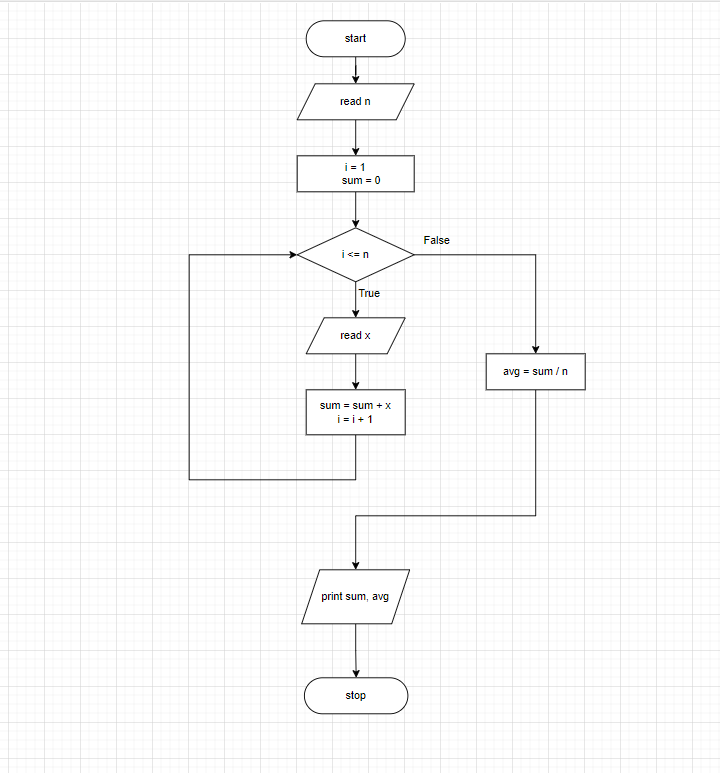 start
read n
i = 1
sum = 0
i <= n
False
True
read x
avg = sum / n
sum = sum + x
i = i + 1
print sum, avg
stop